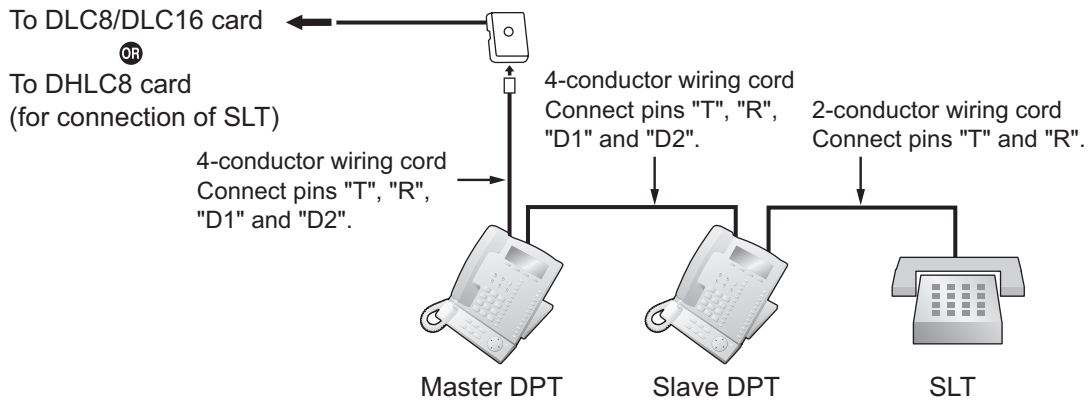 To DLC8/DLC16 card
OR
To DHLC8 card
(for connection of SLT)
4-conductor wiring cord
Connect pins "T", "R",
"D1" and "D2".
4-conductor wiring cord
Connect pins "T", "R",
"D1" and "D2".
2-conductor wiring cord
Connect pins "T" and "R".
Master DPT
Slave DPT
SLT